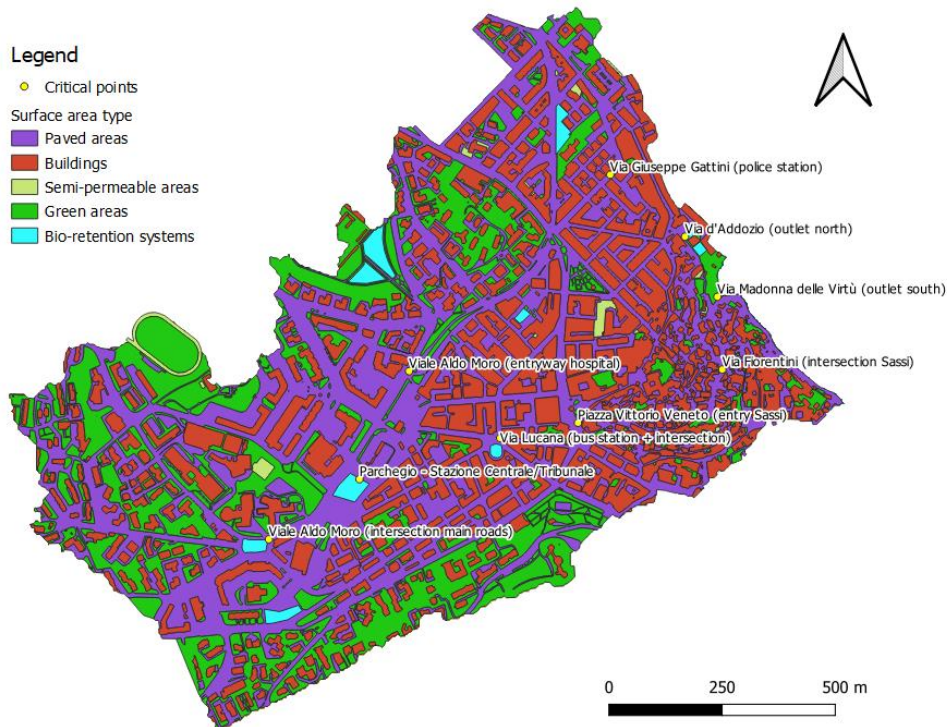 Legend
Critical points
Surface area type
Paved areas
Buildings
Semi-permeable areas
Green areas
Bio-retention systems
Via Giuseppe Gattini (police station)
Via d'Addozio (outlet north)
Via Madonna delle Virtù (outlet south)
Viale Aldo Moro (entryway hospital)
Via Fiorentini (intersection Sassi)
Piazza Vittorio Veneto (entry Sassi)
Via Lucana (bus station + intersection)
Parchegio - Stazione Centrale/Tribunale
Viale Aldo Moro (intersection main roads)
0 250 500 m